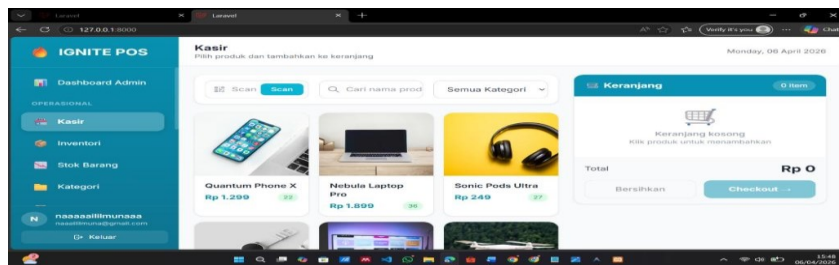 Laravel
Laravel
127.0.0.1:8000
Verify it's you
Chat
IGNITE POS
Dashboard Admin
OPERASIONAL
Kasir
Inventori
Stok Barang
Kategori
N
Keluar
Kasir
Pilih produk dan tambahkan ke keranjang
Monday, 06 April 2026
Scan
Scan
Cari nama prod
Semua Kategori
Quantum Phone X
Rp 1.299
Nebula Laptop
Pro
Rp 1.899
Sonic Pods Ultra
Rp 249
27
Keranjang
0 item
Keranjang kosong
Klik produk untuk menambahkan
Total
Rp 0
Bersihkan
Checkout →
15:46
06/04/2026